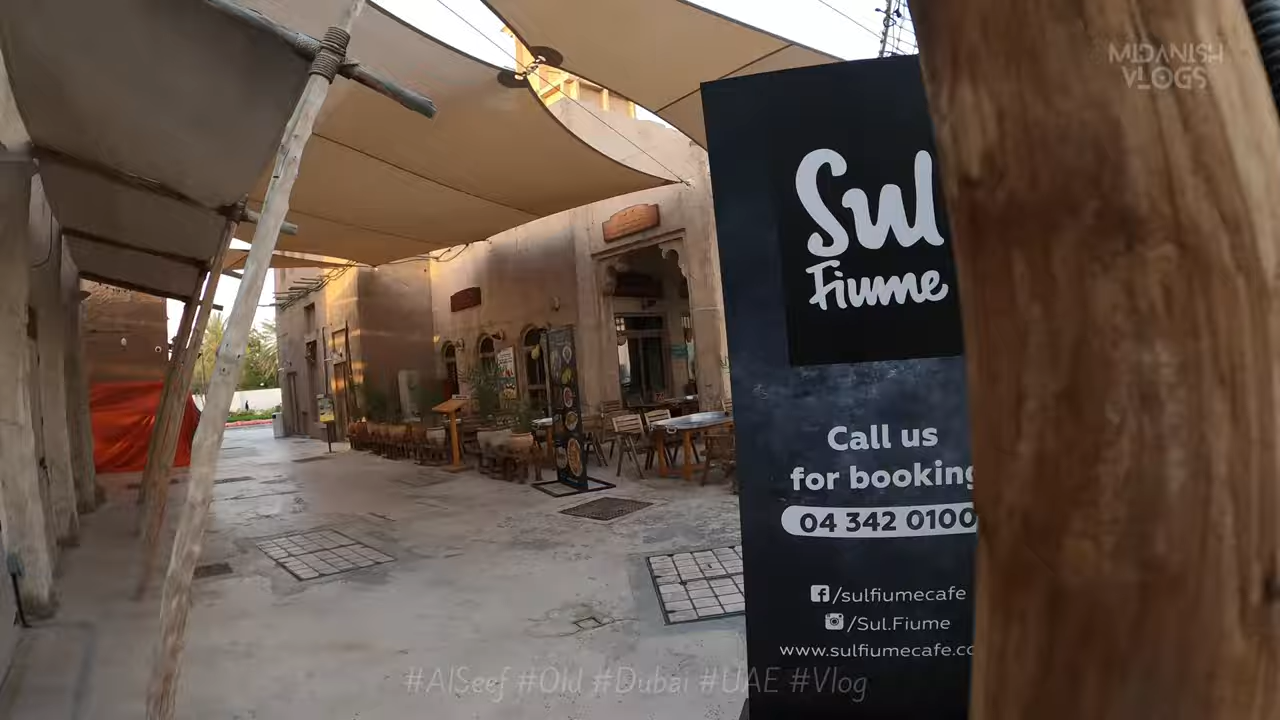 MIDANISH
VLOGS
Sul
Fiume
Call us
for booking
04 342 0100
/sulfiumecafe
/Sul.Fiume
www.sulfiumecafe.co
#AlSeef #Old #Dubai #UAE #Vlog